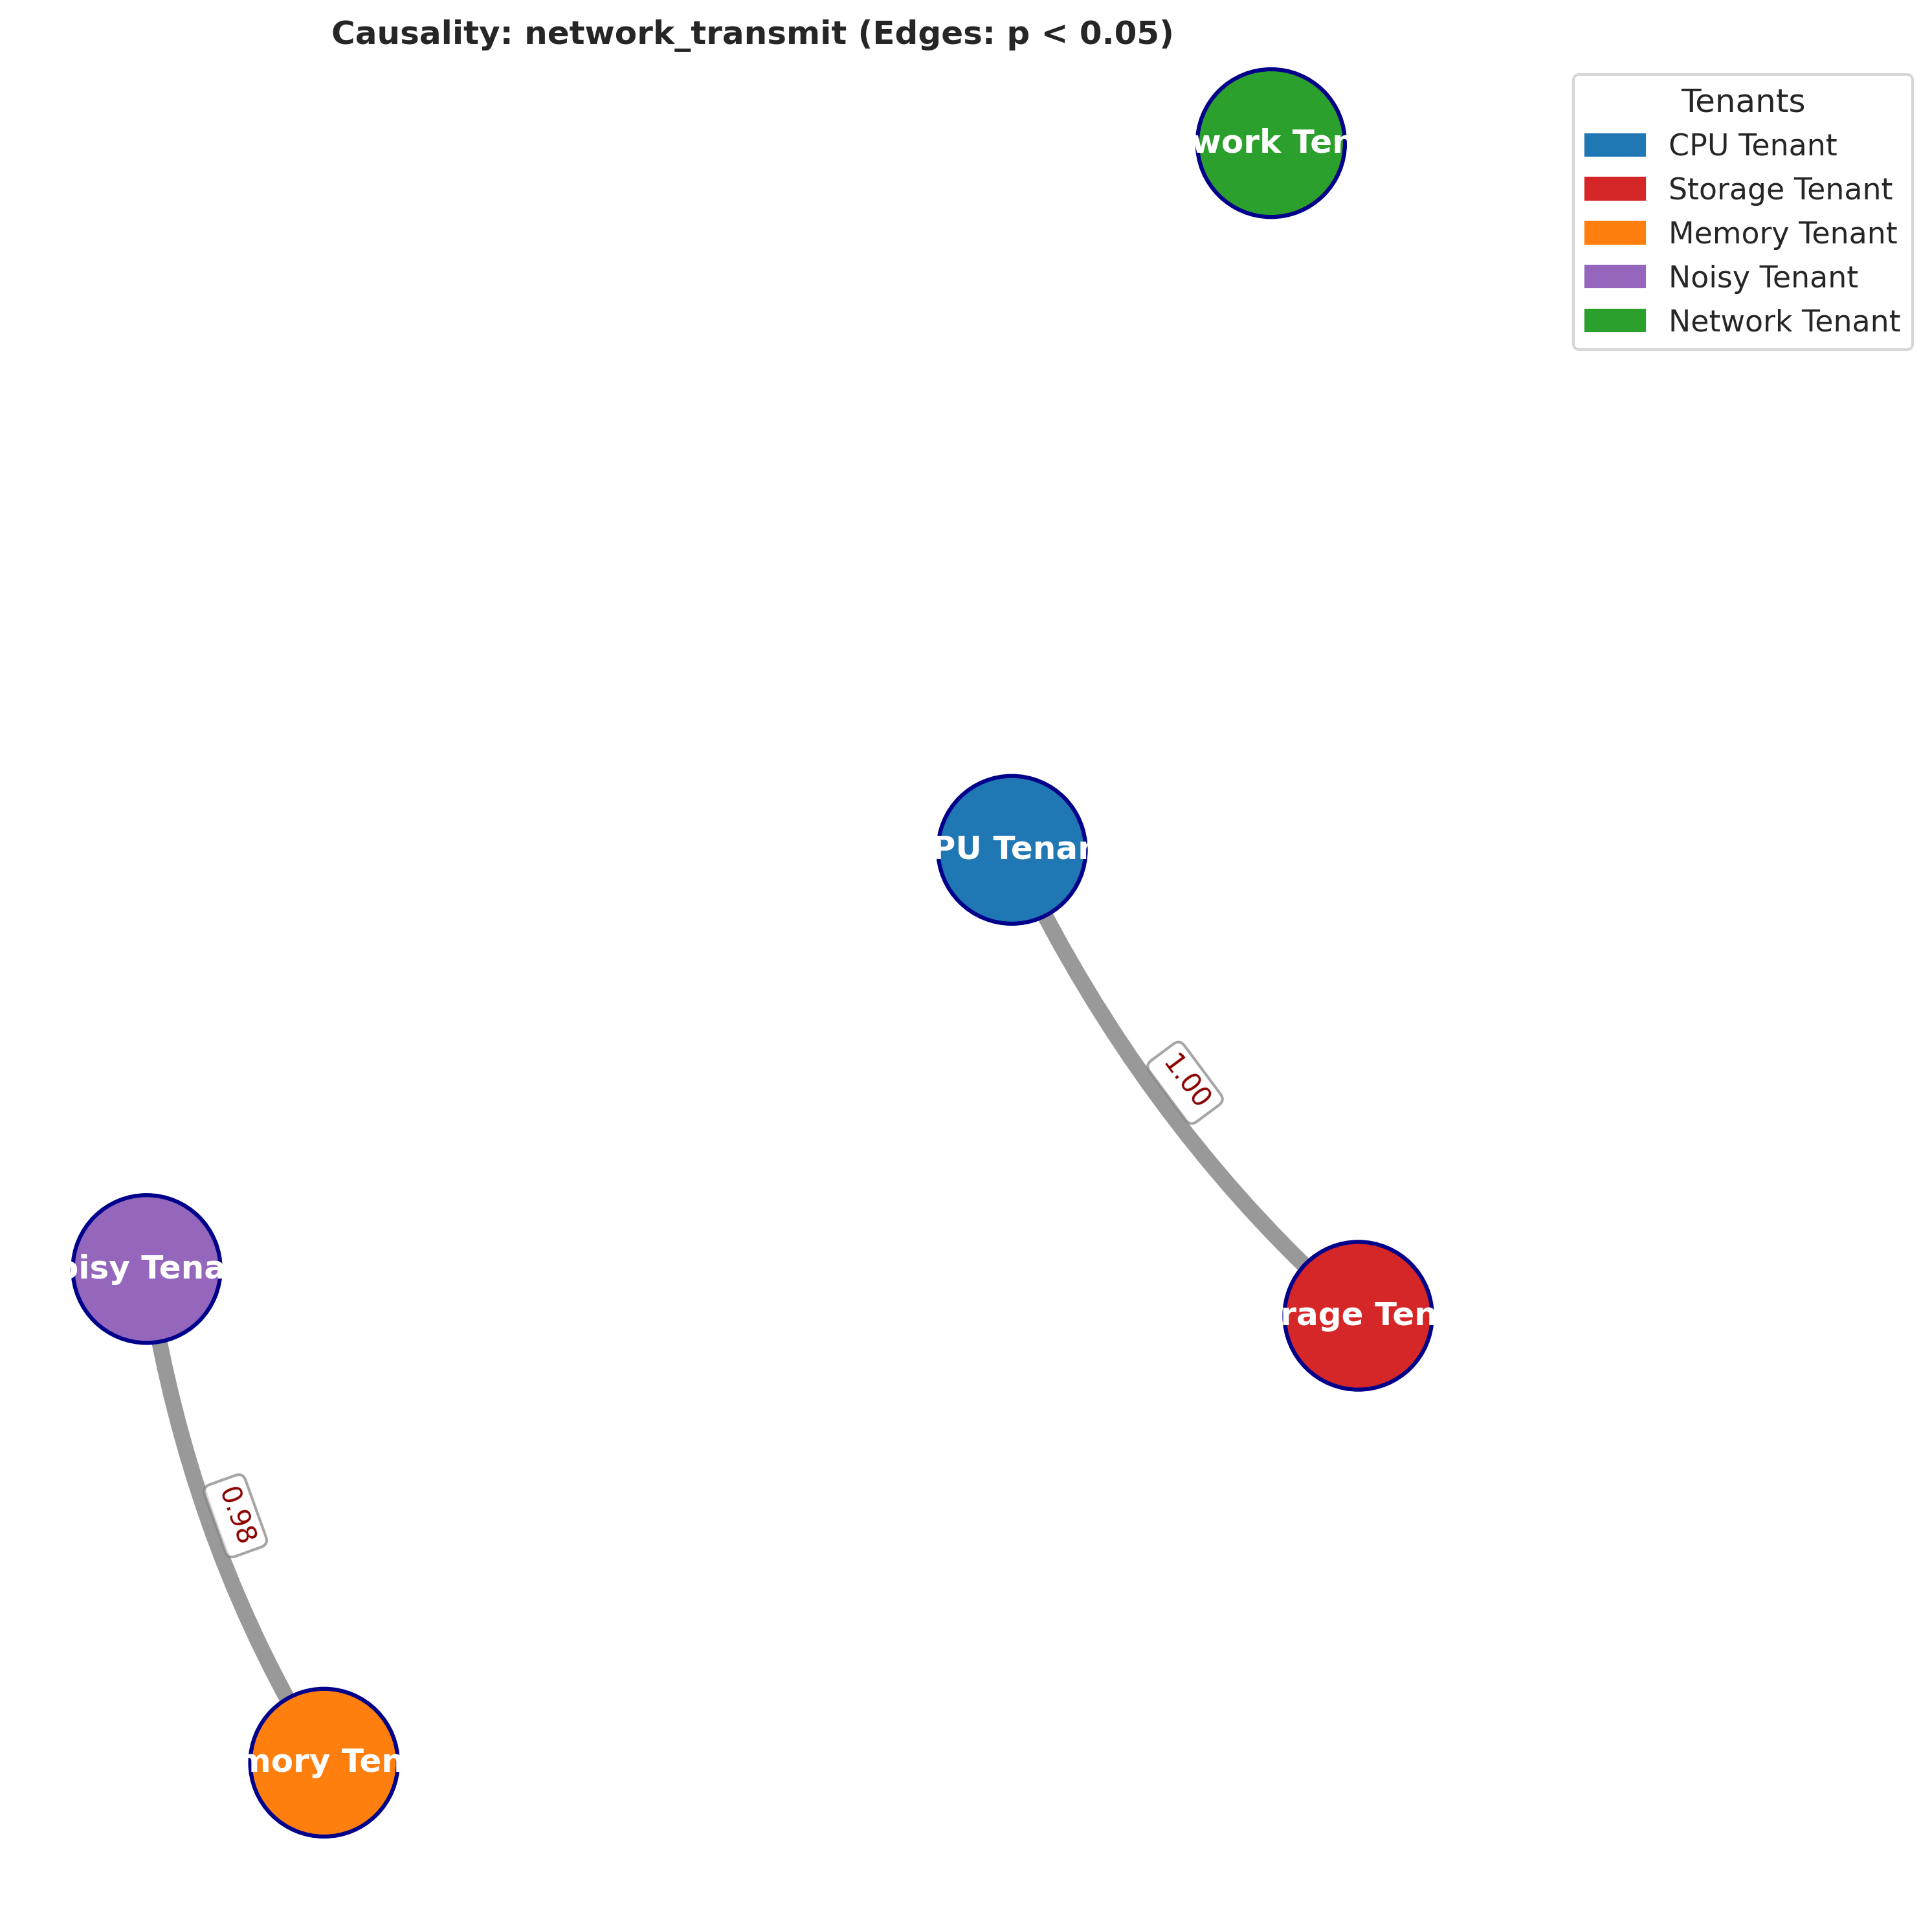 Causality: network_transmit (Edges: p < 0.05)
Tenants
CPU Tenant
Storage Tenant
Memory Tenant
Noisy Tenant
Network Tenant
work Ten
PU Tenan
1.00
oisy Tena
rage Ten
0.98
mory Ten